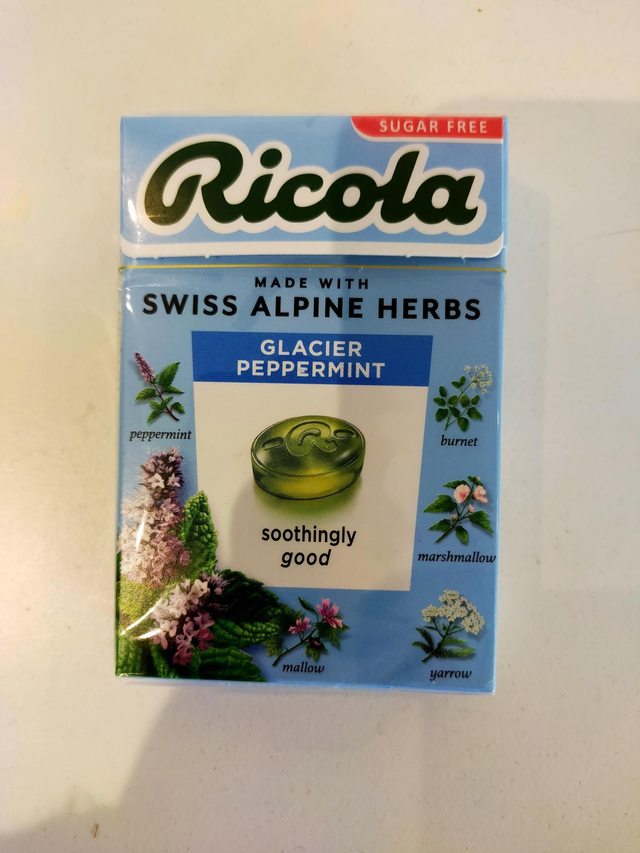 SUGAR FREE
Ricola
MADE WITH
SWISS ALPINE HERBS
GLACIER
PEPPERMINT
peppermint
burnet
soothingly
good
marshmallow
mallow
yarrow